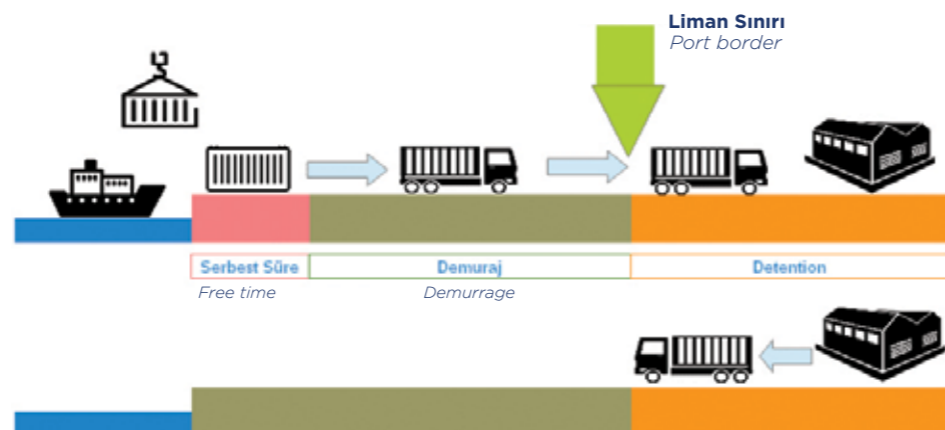 Liman Sınırı
Port border
Serbest Süre
Demuraj
Detention
Free time
Demurrage